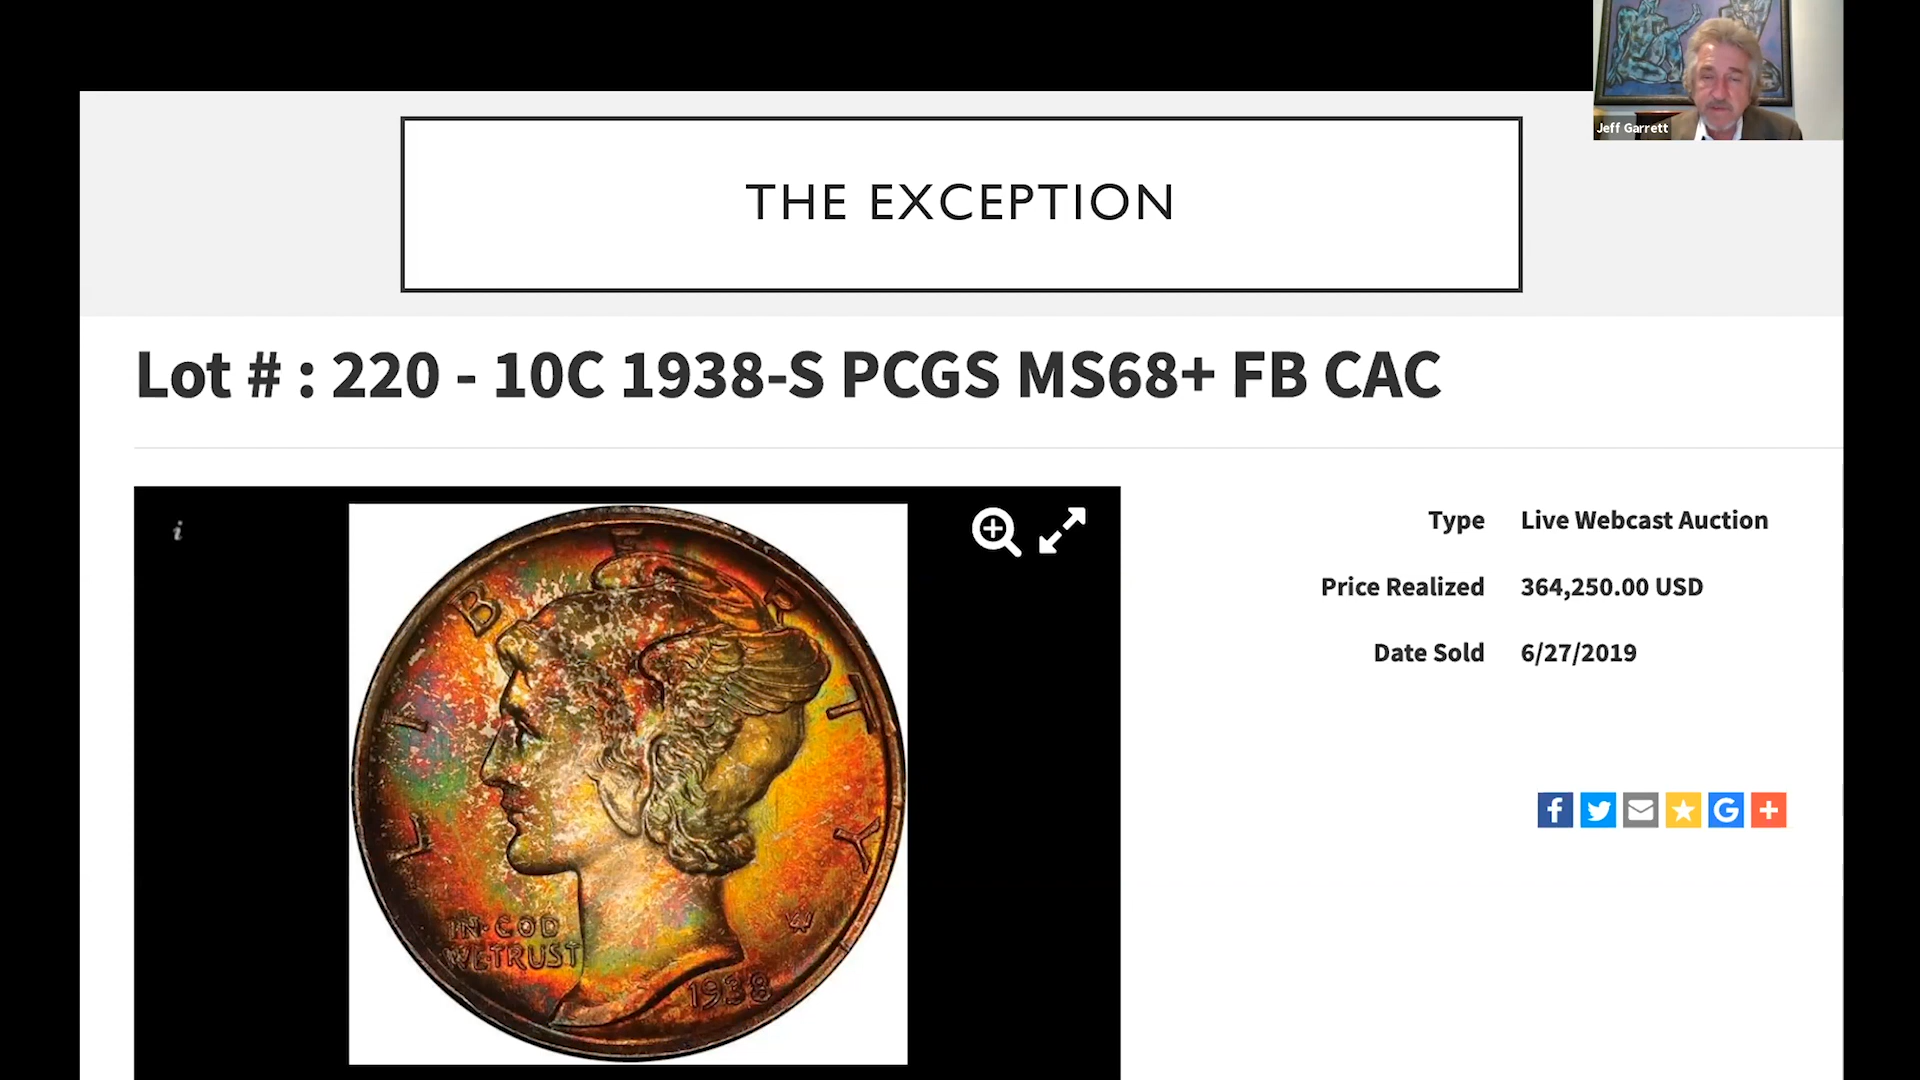 Jeff Garrett
THE EXCEPTION
Lot # : 220 - 10C 1938-S PCGS MS68+ FB CAC
Type Live Webcast Auction
Price Realized 364,250.00 USD
Date Sold 6/27/2019
LIBERTY
IN·GOD
WE TRUST
1938